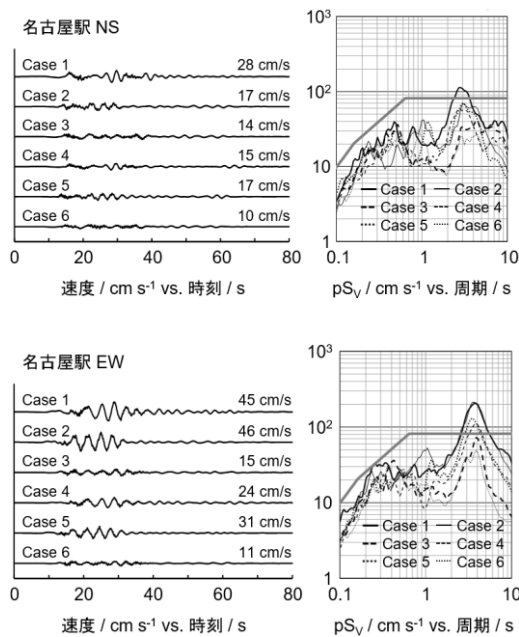 名古屋駅 NS
Case 1 28 cm/s
Case 2 17 cm/s
Case 3 14 cm/s
Case 4 15 cm/s
Case 5 17 cm/s
Case 6 10 cm/s
0 20 40 60 80
速度 / cm s⁻¹ vs. 時刻 / s
10³
10²
10
1
Case 1 Case 2
Case 3 Case 4
Case 5 Case 6
0.1 1 10
pSV / cm s⁻¹ vs. 周期 / s
名古屋駅 EW
Case 1 45 cm/s
Case 2 46 cm/s
Case 3 15 cm/s
Case 4 24 cm/s
Case 5 31 cm/s
Case 6 11 cm/s
0 20 40 60 80
速度 / cm s⁻¹ vs. 時刻 / s
10³
10²
10
1
Case 1 Case 2
Case 3 Case 4
Case 5 Case 6
0.1 1 10
pSV / cm s⁻¹ vs. 周期 / s